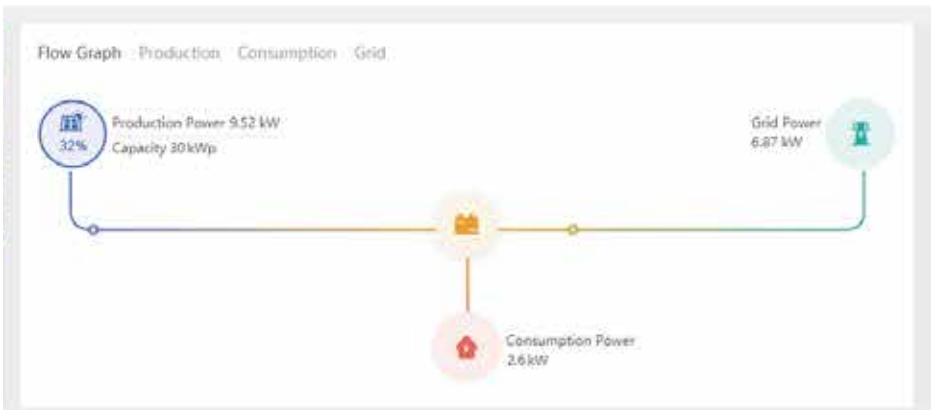 Flow Graph Production Consumption Grid
32%
Production Power 9.52 kW
Capacity 30 kWp
Grid Power
6.87 kW
Consumption Power
2.6 kW